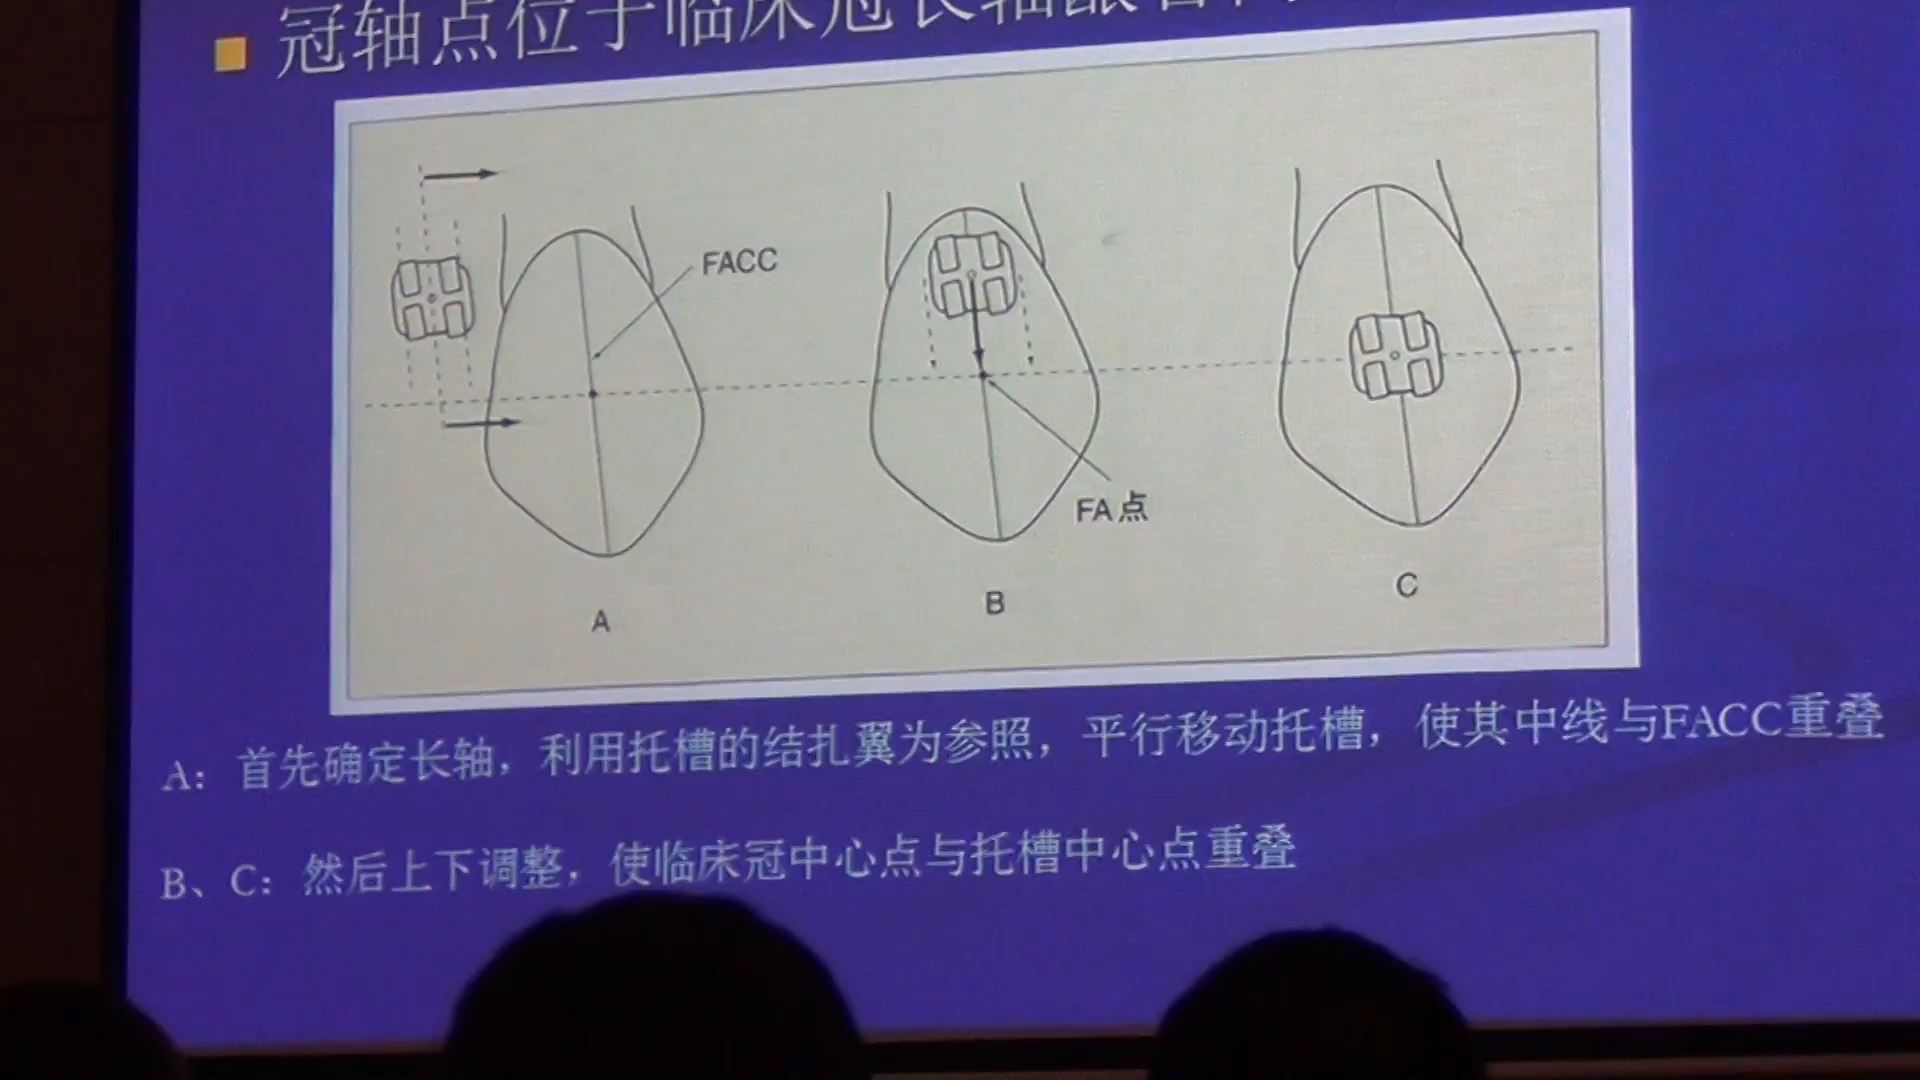 冠轴点位于临床冠长轴龈
FACC
FA点
A
B
C
A：首先确定长轴，利用托槽的结扎翼为参照，平行移动托槽，使其中线与FACC重叠
B、C：然后上下调整，使临床冠中心点与托槽中心点重叠